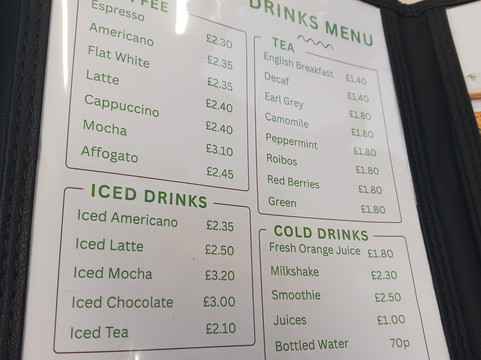 DRINKS MENU
FEE
Espresso £2.30
Americano £2.35
Flat White £2.35
Latte £2.40
Cappuccino £2.40
Mocha £3.10
Affogato £2.45
TEA
English Breakfast £1.40
Decaf £1.40
Earl Grey £1.80
Camomile £1.80
Peppermint £1.80
Roibos £1.80
Red Berries £1.80
Green £1.80
ICED DRINKS
Iced Americano £2.35
Iced Latte £2.50
Iced Mocha £3.20
Iced Chocolate £3.00
Iced Tea £2.10
COLD DRINKS
Fresh Orange Juice £1.80
Milkshake £2.30
Smoothie £2.50
Juices £1.00
Bottled Water 70p